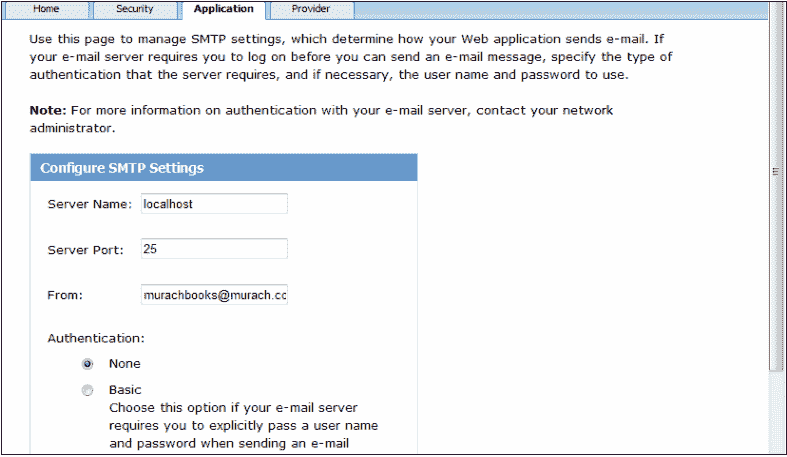 Home Security Application Provider
Use this page to manage SMTP settings, which determine how your Web application sends e-mail. If
your e-mail server requires you to log on before you can send an e-mail message, specify the type of
authentication that the server requires, and if necessary, the user name and password to use.
Note: For more information on authentication with your e-mail server, contact your network
administrator.
Configure SMTP Settings
Server Name: localhost
Server Port: 25
From: murachbooks@murach.cc
Authentication:
None
Basic
Choose this option if your e-mail server
requires you to explicitly pass a user name
and password when sending an e-mail